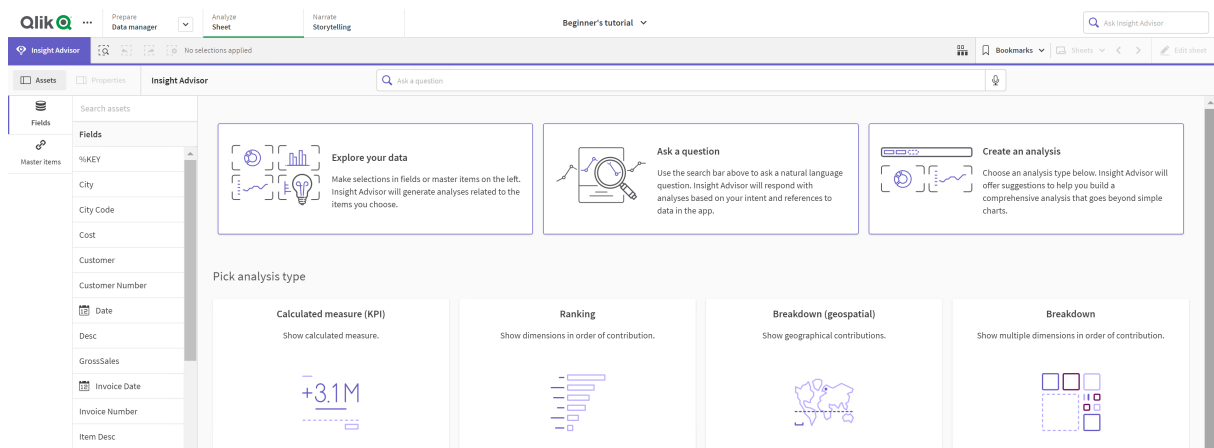 Qlik
Prepare
Data manager
Analyze
Sheet
Narrate
Storytelling
Beginner's tutorial
Ask Insight Advisor
Insight Advisor
No selections applied
Bookmarks
Sheets
Edit sheet
Assets
Properties
Insight Advisor
Ask a question
Fields
Master items
Search assets
Fields
%KEY
City
City Code
Cost
Customer
Customer Number
Date
Desc
GrossSales
Invoice Date
Invoice Number
Item Desc
Explore your data
Make selections in fields or master items on the left.
Insight Advisor will generate analyses related to the
items you choose.
Ask a question
Use the search bar above to ask a natural language
question. Insight Advisor will respond with
analyses based on your intent and references to
data in the app.
Create an analysis
Choose an analysis type below. Insight Advisor will
offer suggestions to help you build a
comprehensive analysis that goes beyond simple
charts.
Pick analysis type
Calculated measure (KPI)
Show calculated measure.
+3.1M
Ranking
Show dimensions in order of contribution.
Breakdown (geospatial)
Show geographical contributions.
Breakdown
Show multiple dimensions in order of contribution.